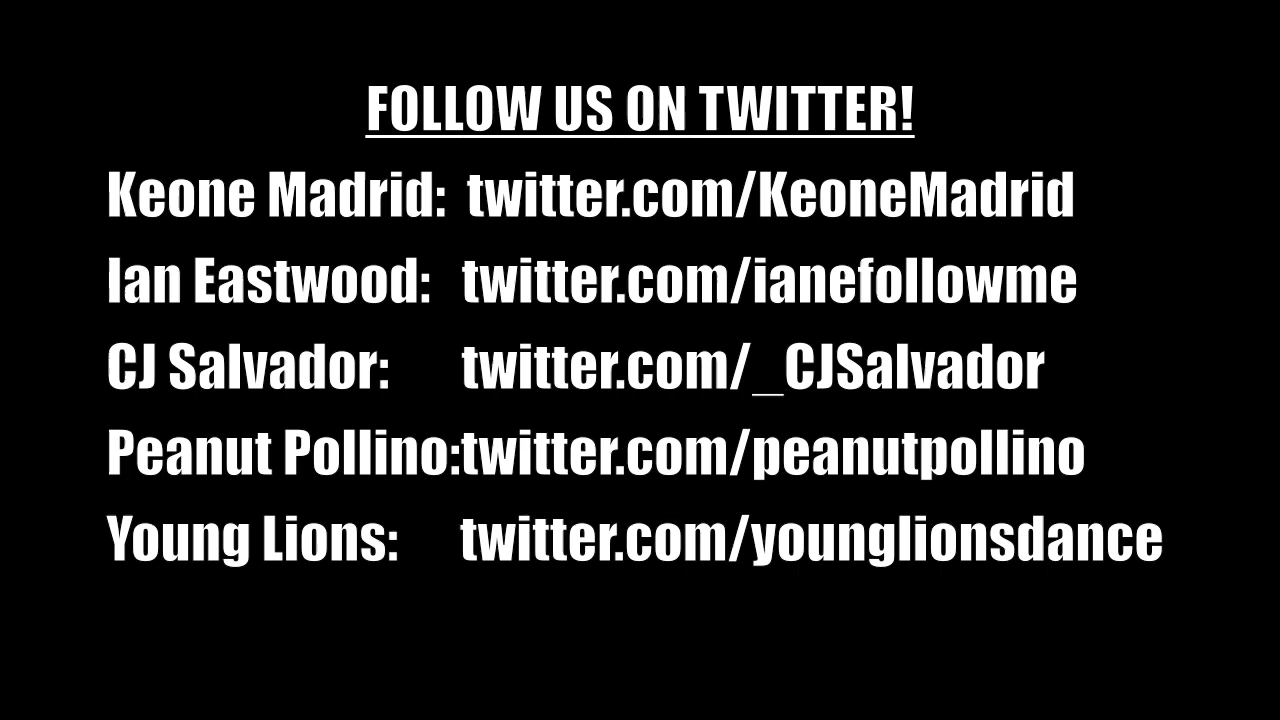 FOLLOW US ON TWITTER!
Keone Madrid: twitter.com/KeoneMadrid
Ian Eastwood: twitter.com/ianefollowme
CJ Salvador: twitter.com/_CJSalvador
Peanut Pollino:twitter.com/peanutpollino
Young Lions: twitter.com/younglionsdance